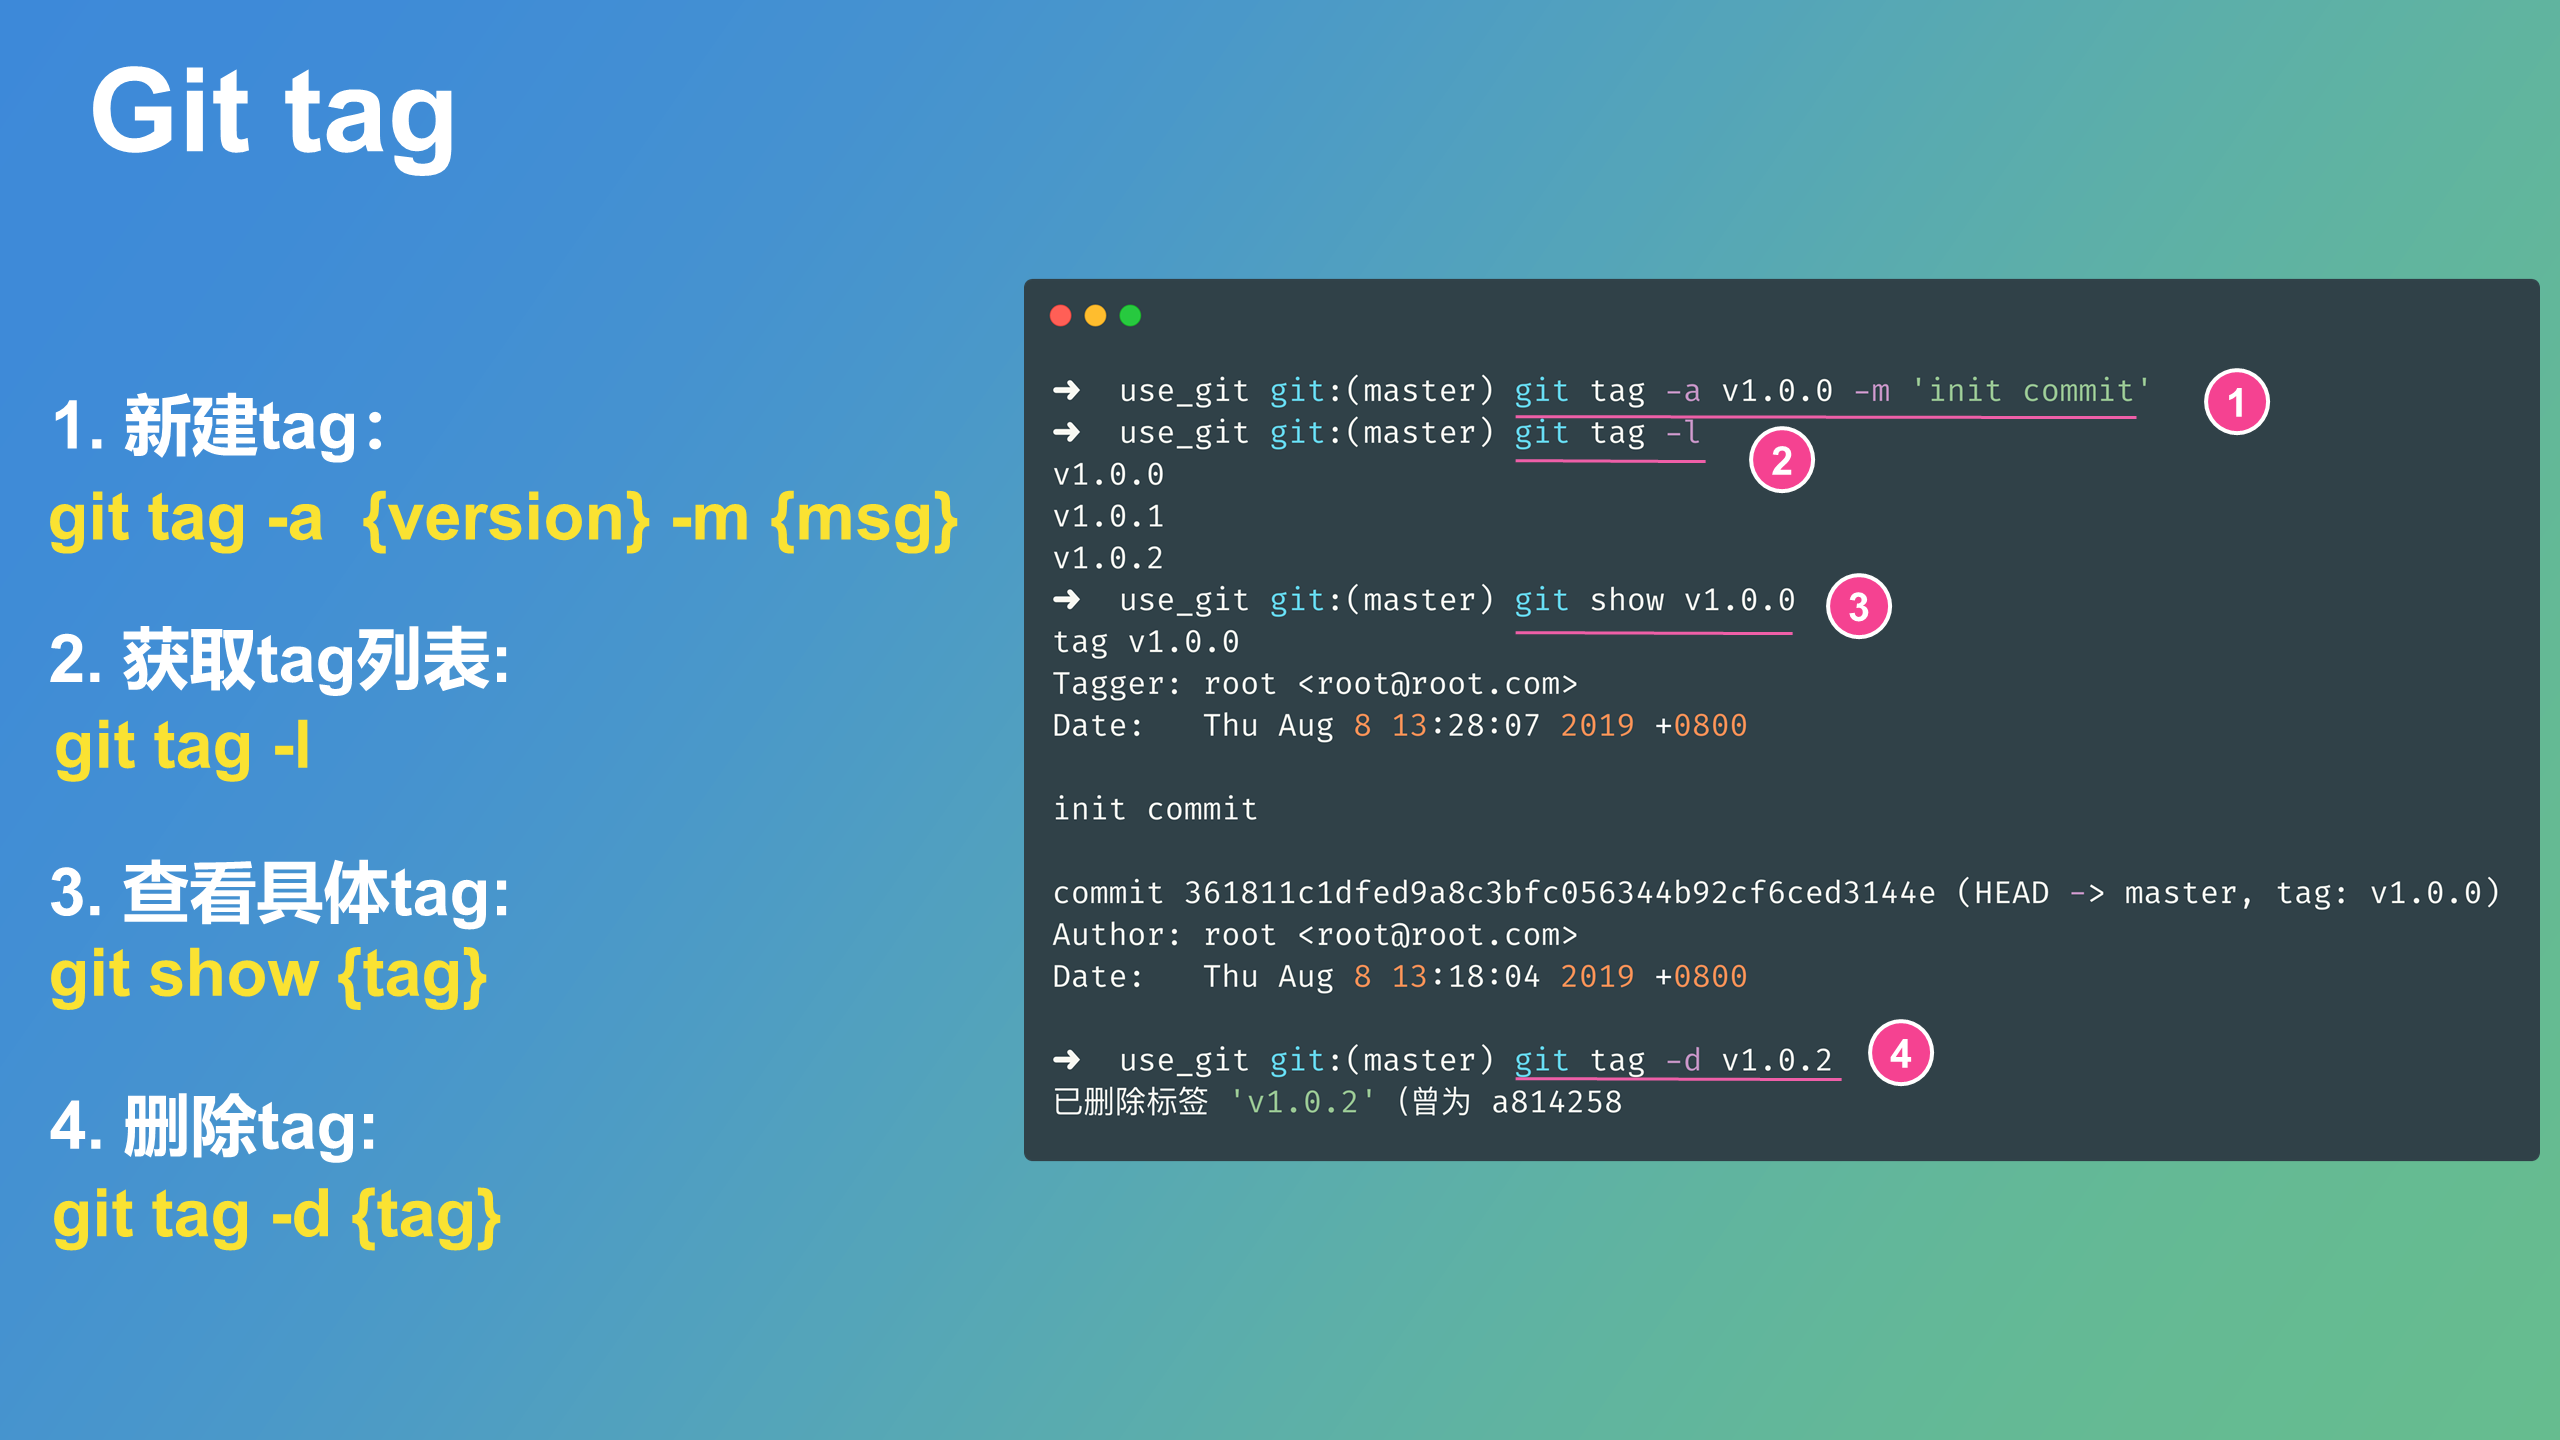 Git tag
1. 新建tag：
git tag -a  {version} -m {msg}
2. 获取tag列表:
git tag -l
3. 查看具体tag:
git show {tag}
4. 删除tag:
git tag -d {tag}
➜  use_git git:(master) git tag -a v1.0.0 -m 'init commit'
1
➜  use_git git:(master) git tag -l
2
v1.0.0
v1.0.1
v1.0.2
➜  use_git git:(master) git show v1.0.0
3
tag v1.0.0
Tagger: root <root@root.com>
Date:   Thu Aug 8 13:28:07 2019 +0800
init commit
commit 361811c1dfed9a8c3bfc056344b92cf6ced3144e (HEAD -> master, tag: v1.0.0)
Author: root <root@root.com>
Date:   Thu Aug 8 13:18:04 2019 +0800
➜  use_git git:(master) git tag -d v1.0.2
4
已删除标签 'v1.0.2' (曾为 a814258